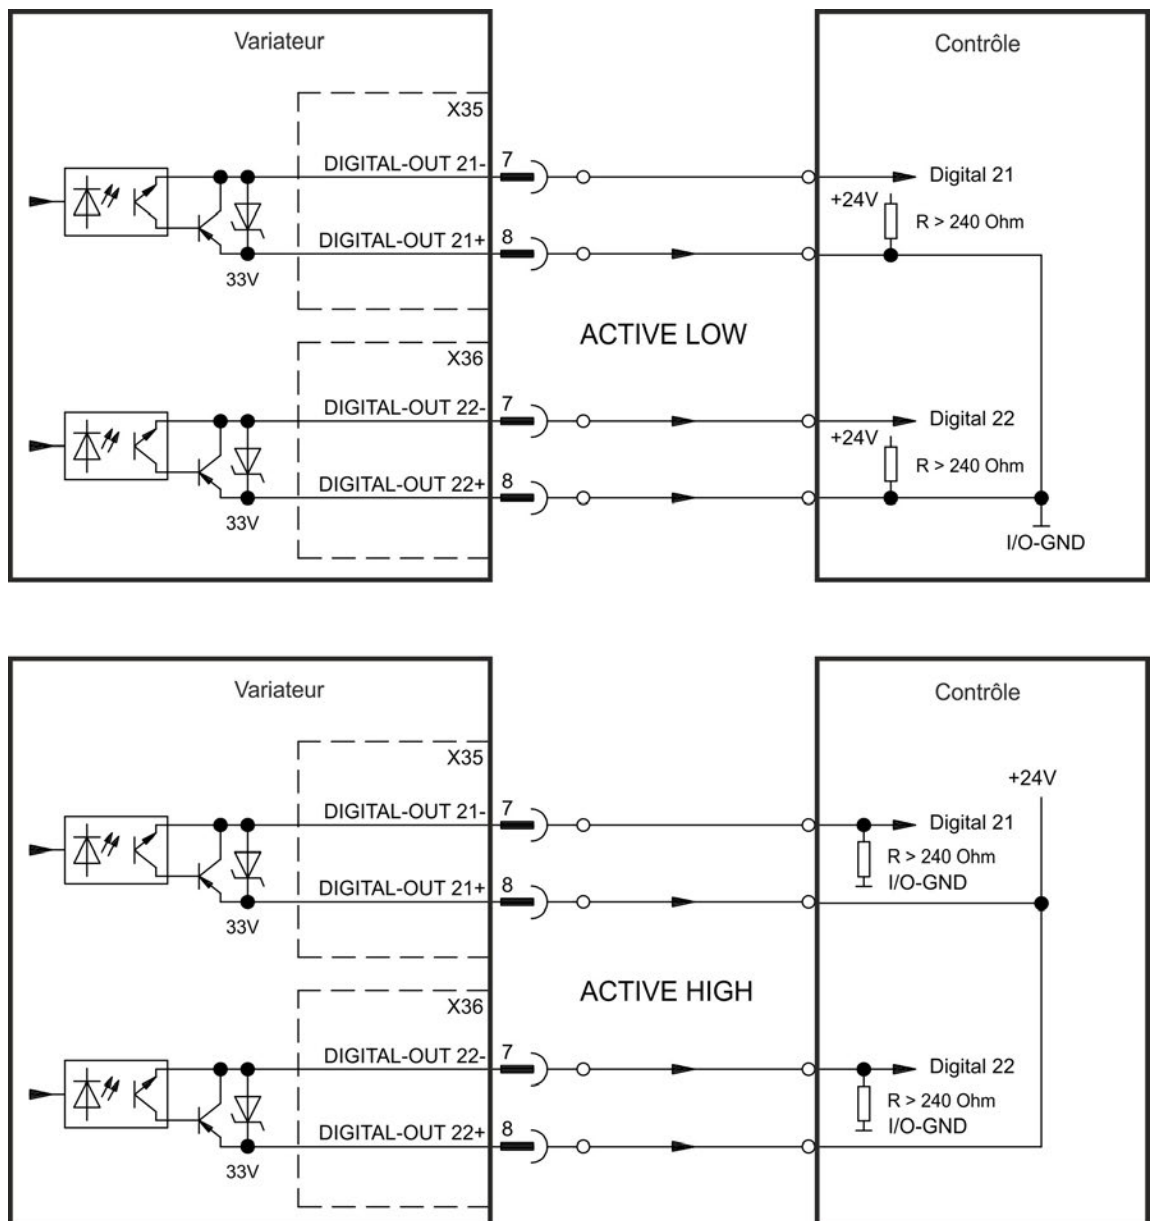 Variateur
Contrôle
X35
DIGITAL-OUT 21-
7
Digital 21
+24V
R > 240 Ohm
DIGITAL-OUT 21+
8
33V
ACTIVE LOW
X36
DIGITAL-OUT 22-
7
Digital 22
+24V
R > 240 Ohm
DIGITAL-OUT 22+
8
33V
I/O-GND
Variateur
Contrôle
X35
+24V
DIGITAL-OUT 21-
7
Digital 21
R > 240 Ohm
I/O-GND
DIGITAL-OUT 21+
8
33V
ACTIVE HIGH
X36
DIGITAL-OUT 22-
7
Digital 22
R > 240 Ohm
I/O-GND
DIGITAL-OUT 22+
8
33V